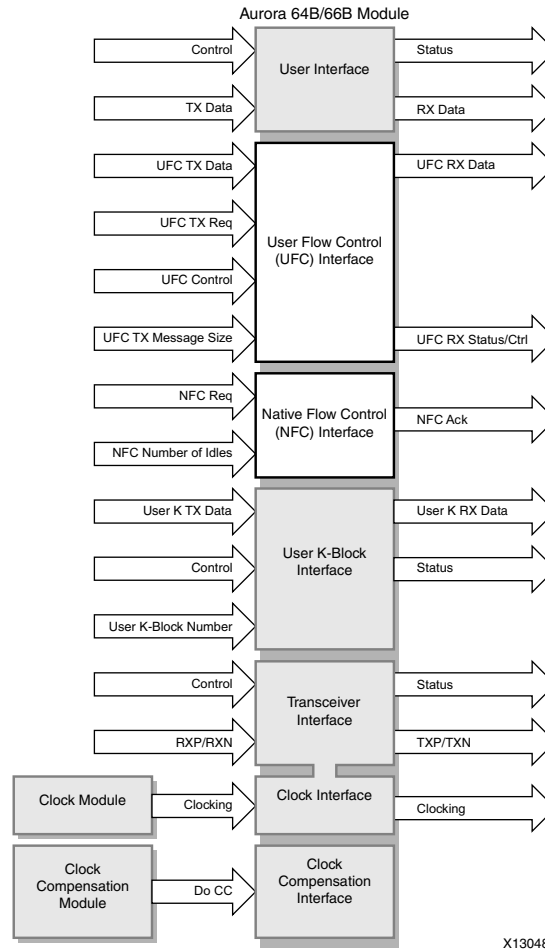 Aurora 64B/66B Module
Control
User Interface
Status
TX Data
RX Data
UFC TX Data
UFC RX Data
UFC TX Req
User Flow Control
(UFC) Interface
UFC Control
UFC TX Message Size
UFC RX Status/Ctrl
NFC Req
Native Flow Control
(NFC) Interface
NFC Ack
NFC Number of Idles
User K TX Data
User K RX Data
User K-Block
Interface
Control
Status
User K-Block Number
Control
Status
Transceiver
Interface
RXP/RXN
TXP/TXN
Clock Module
Clocking
Clock Interface
Clocking
Clock
Compensation
Module
Do CC
Clock
Compensation
Interface
X13046